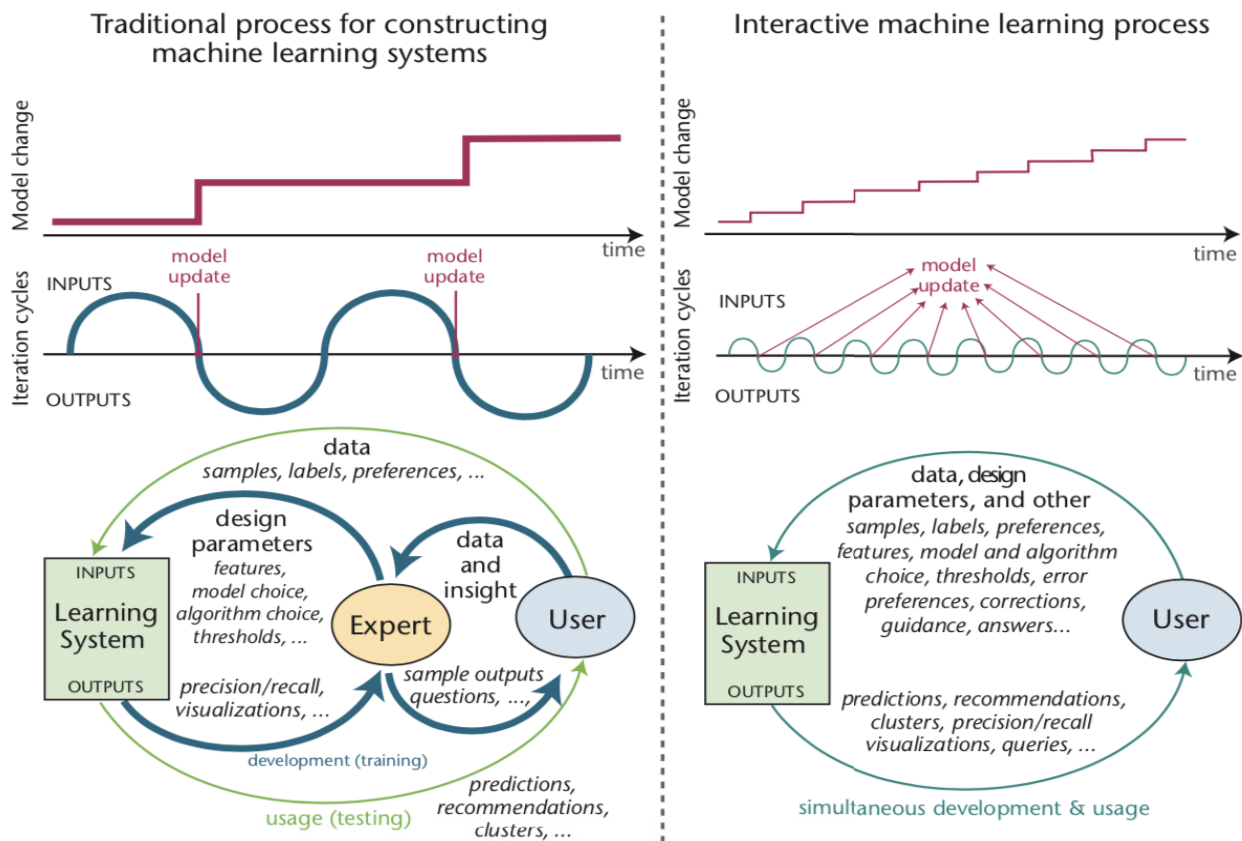 Traditional process for constructing
machine learning systems
Model change
time
model
update
model
update
Iteration cycles
INPUTS
OUTPUTS
time
data
samples, labels, preferences, ...
design
parameters
features,
model choice,
algorithm choice,
thresholds, ...
data
and
insight
INPUTS
Learning
System
OUTPUTS
Expert
User
precision/recall,
visualizations, ...
sample outputs
questions, ...,
development (training)
usage (testing)
predictions,
recommendations,
clusters, ...
Interactive machine learning process
Model change
time
model
update
Iteration cycles
INPUTS
OUTPUTS
time
data, design
parameters, and other
samples, labels, preferences,
features, model and algorithm
choice, thresholds, error
preferences, corrections,
guidance, answers...
INPUTS
Learning
System
OUTPUTS
User
predictions, recommendations,
clusters, precision/recall
visualizations, queries, ...
simultaneous development & usage